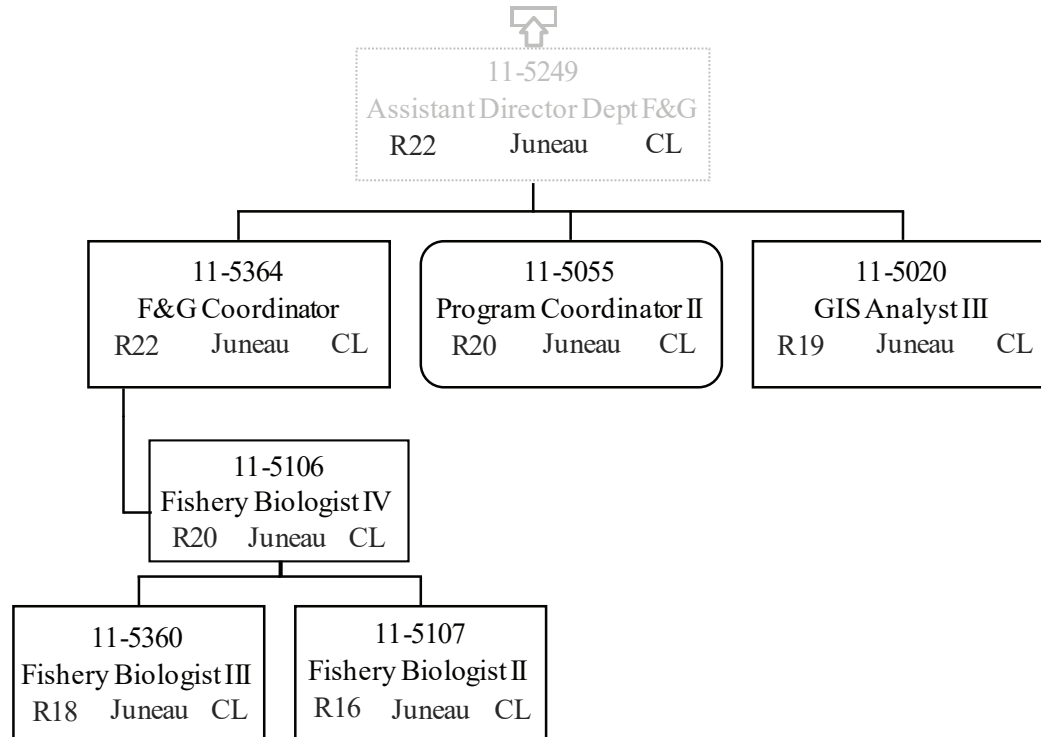 11-5249
Assistant Director Dept F&G
R22 Juneau CL
11-5364
F&G Coordinator
R22 Juneau CL
11-5055
Program Coordinator II
R20 Juneau CL
11-5020
GIS Analyst III
R19 Juneau CL
11-5106
Fishery Biologist IV
R20 Juneau CL
11-5360
Fishery Biologist III
R18 Juneau CL
11-5107
Fishery Biologist II
R16 Juneau CL